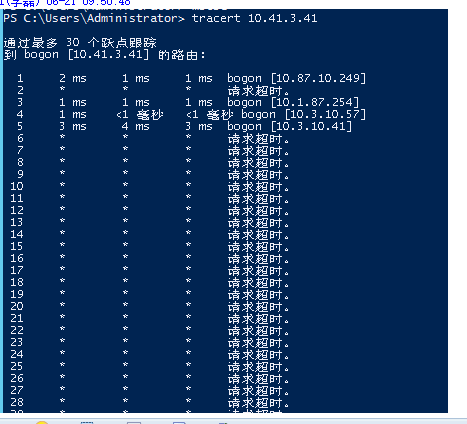 06-21 09:50:48
PS C:\Users\Administrator> tracert 10.41.3.41
通过最多 30 个跃点跟踪
到 bogon [10.41.3.41] 的路由:
1 2 ms 1 ms 1 ms bogon [10.87.10.249]
2 * * * 请求超时。
3 1 ms 1 ms 1 ms bogon [10.1.87.254]
4 1 ms <1 毫秒 <1 毫秒 bogon [10.3.10.57]
5 3 ms 4 ms 3 ms bogon [10.3.10.41]
6 * * * 请求超时。
7 * * * 请求超时。
8 * * * 请求超时。
9 * * * 请求超时。
10 * * * 请求超时。
11 * * * 请求超时。
12 * * * 请求超时。
13 * * * 请求超时。
14 * * * 请求超时。
15 * * * 请求超时。
16 * * * 请求超时。
17 * * * 请求超时。
18 * * * 请求超时。
19 * * * 请求超时。
20 * * * 请求超时。
21 * * * 请求超时。
22 * * * 请求超时。
23 * * * 请求超时。
24 * * * 请求超时。
25 * * * 请求超时。
26 * * * 请求超时。
27 * * * 请求超时。
28 * * * 请求超时。